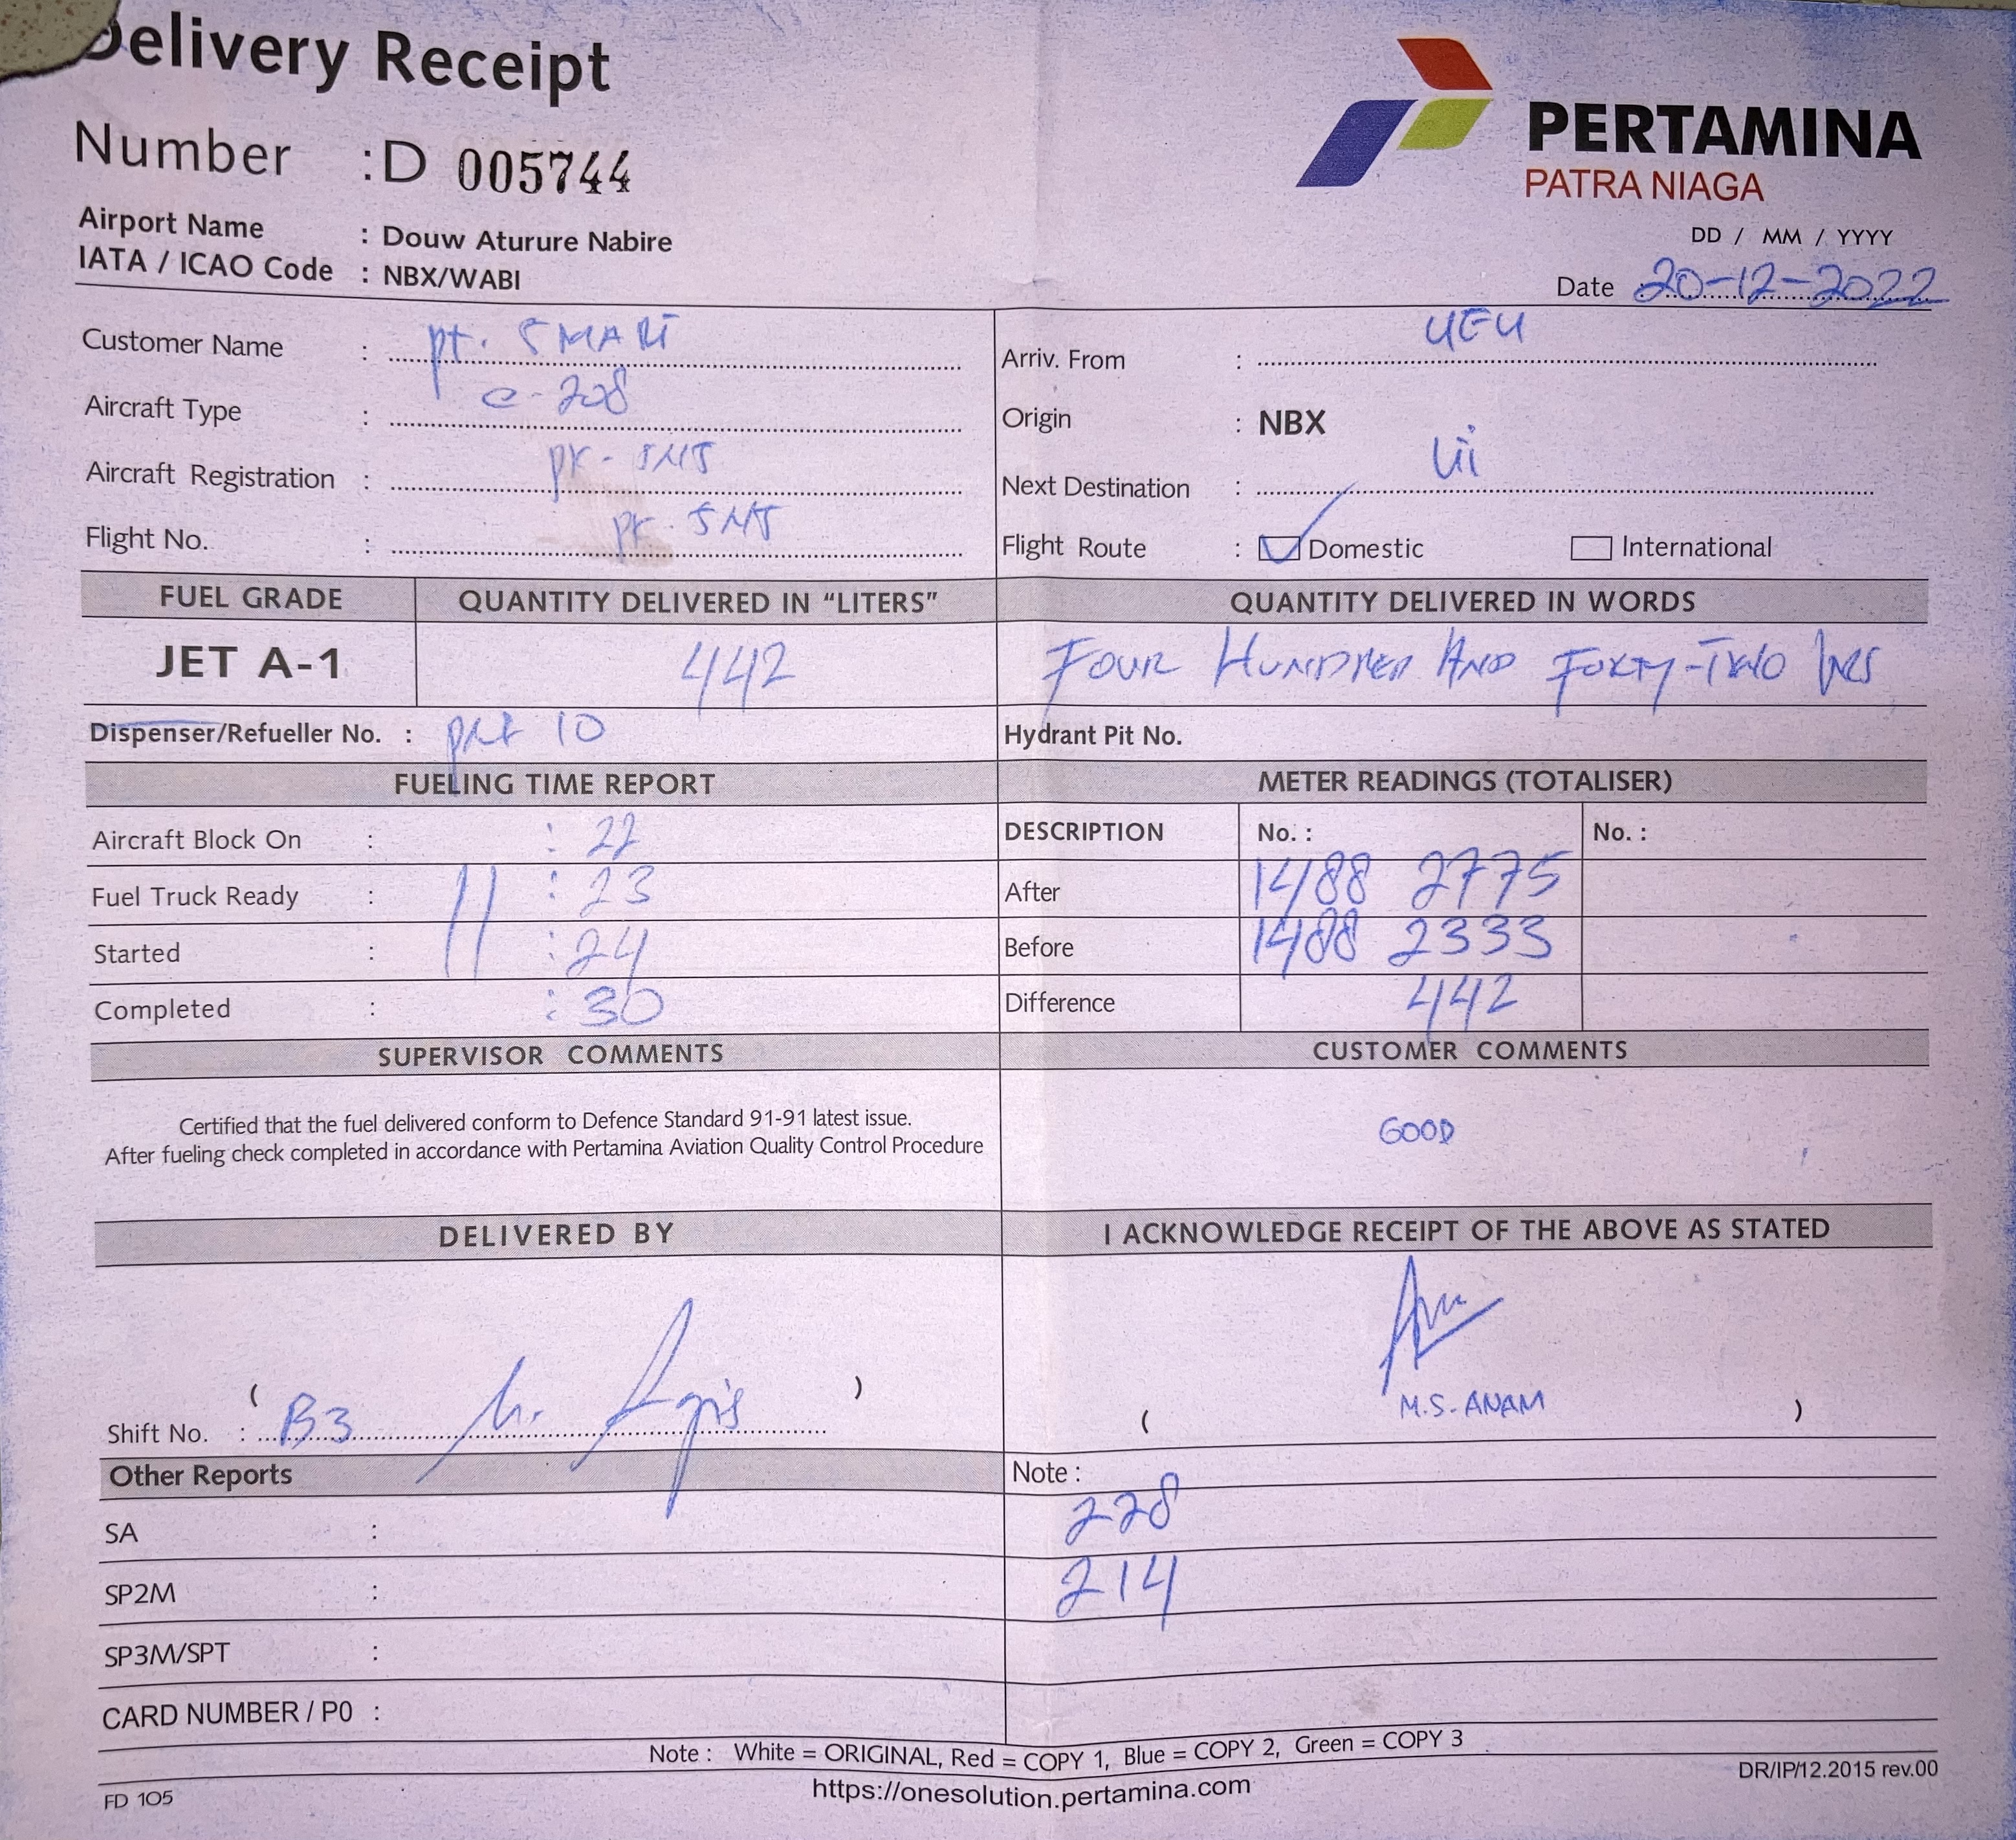 Delivery Receipt
Number : D 005744
Airport Name : Douw Aturure Nabire
IATA / ICAO Code : NBX/WABI
PERTAMINA
PATRA NIAGA
DD / MM / YYYY
Date 20-12-2022
Customer Name : pt. SMART
Aircraft Type : C-208
Aircraft Registration : PK-
Flight No. : PK-
Arriv. From :
Origin : NBX
Next Destination :
Flight Route : Domestic International
FUEL GRADE QUANTITY DELIVERED IN “LITERS” QUANTITY DELIVERED IN WORDS
JET A-1 442 FOUR HUNDRED AND FORTY-TWO
Dispenser/Refueller No. : 10 Hydrant Pit No.
FUELING TIME REPORT METER READINGS (TOTALISER)
Aircraft Block On : : 22 DESCRIPTION No. : No. :
Fuel Truck Ready : : 23 After 1488 2775
Started : : 24 Before 1488 2333
Completed : : 30 Difference 442
SUPERVISOR COMMENTS CUSTOMER COMMENTS
Certified that the fuel delivered conform to Defence Standard 91-91 latest issue.
After fueling check completed in accordance with Pertamina Aviation Quality Control Procedure
GOOD
DELIVERED BY I ACKNOWLEDGE RECEIPT OF THE ABOVE AS STATED
( )
Shift No. : B3
( M.S. ANAM )
Other Reports Note :
SA : 228
SP2M : 214
SP3M/SPT :
CARD NUMBER / P0 :
Note : White = ORIGINAL, Red = COPY 1, Blue = COPY 2, Green = COPY 3
https://onesolution.pertamina.com
DR/IP/12.2015 rev.00
FD 105